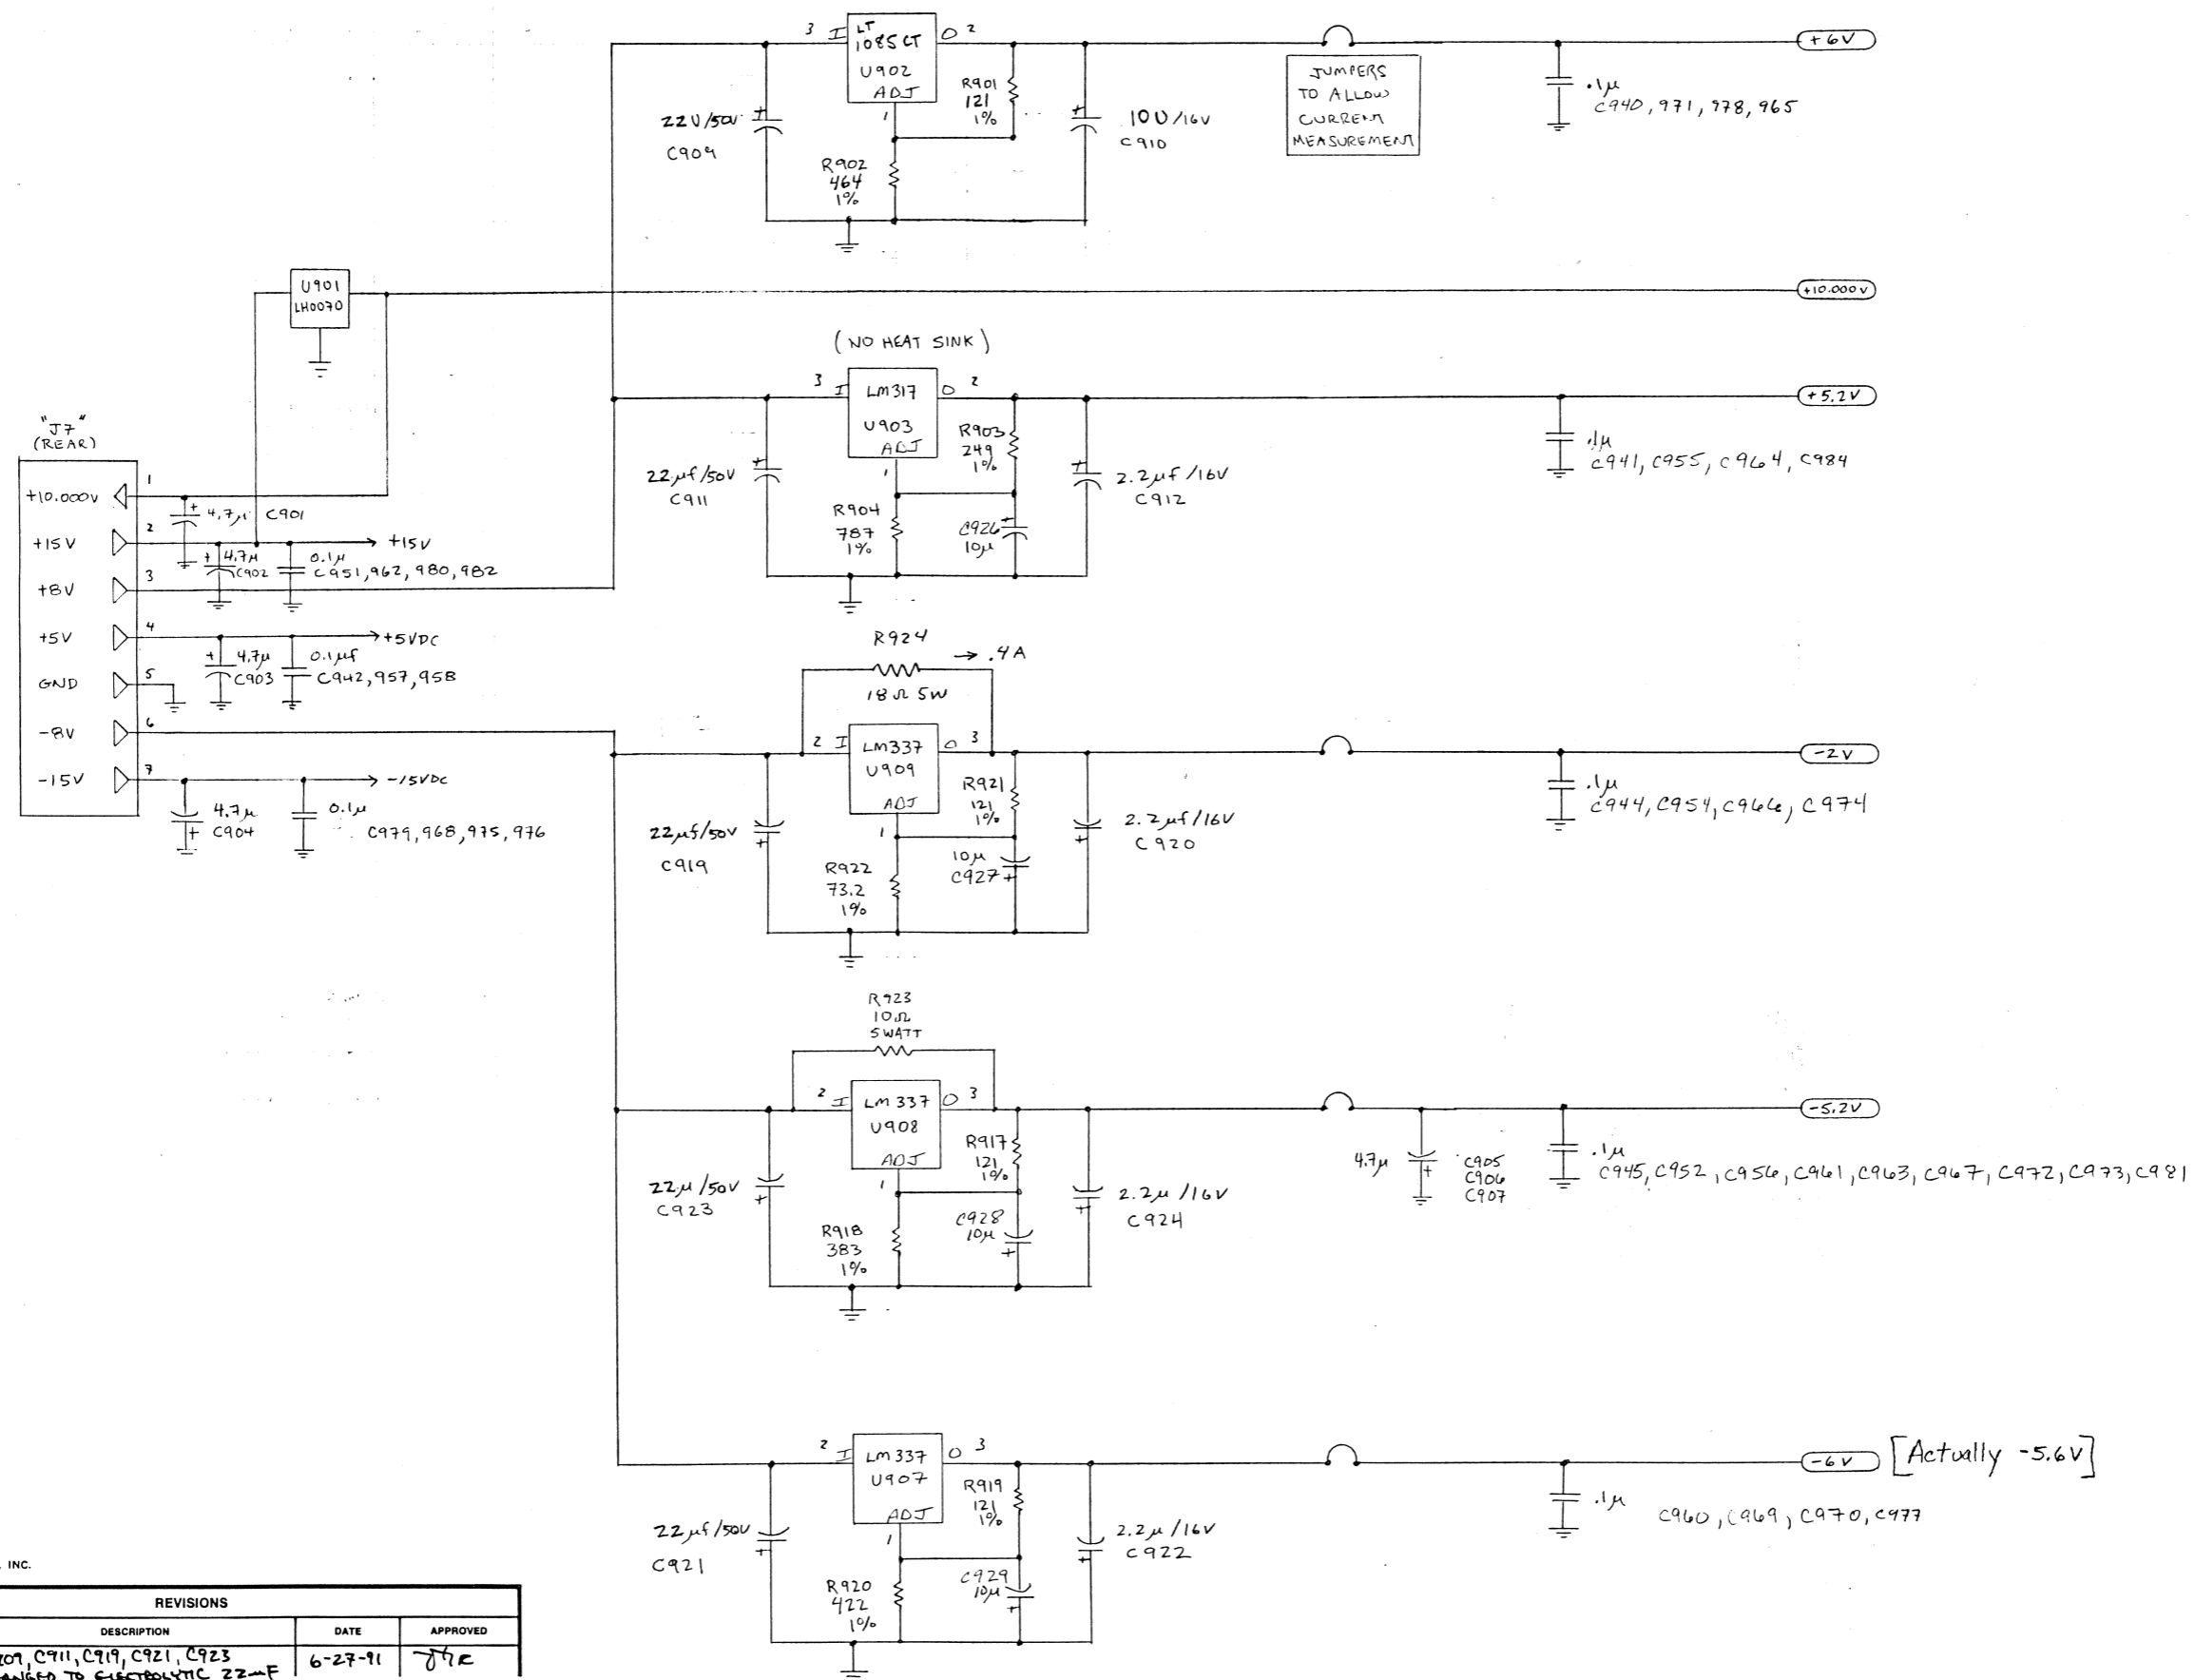 3 I LT O 2
1085CT
U902
ADJ
1
22U/50V
C909
R901
121
1%
10U/16V
C910
R902
464
1%
JUMPERS
TO ALLOW
CURRENT
MEASUREMENT
+6V
.1µ
C940, 971, 978, 965
U901
LH0070
+10.000V
(NO HEAT SINK)
3 I LM317 O 2
U903
ADJ
1
22µf/50V
C911
R903
249
1%
2.2µf/16V
C912
R904
787
1%
C926
10µ
+5.2V
.1µ
C941, C955, C964, C984
"J7"
(REAR)
+10.000V 1
4.7µ C901
+15V 2
+15V
4.7µ
C902
0.1µ
C951,962,980,982
+8V 3
+5V 4
+5VDC
4.7µ
C903
0.1µf
C942,957,958
GND 5
-8V 6
-15V 7
-15VDC
4.7µ
C904
0.1µ
C979,968,975,976
R924
→ .4A
18Ω 5W
2 I LM337 O 3
U909
ADJ
1
22µf/50V
C919
R921
121
1%
2.2µf/16V
C920
R922
73.2
1%
10µ
C927
-2V
.1µ
C944, C954, C966, C974
R923
10Ω
5WATT
2 I LM337 O 3
U908
ADJ
1
22µ/50V
C923
R917
121
1%
2.2µ/16V
C924
R918
383
1%
C928
10µ
-5.2V
4.7µ
C905
C906
C907
.1µ
C945, C952, C956, C961, C963, C967, C972, C973, C981
2 I LM337 O 3
U907
ADJ
1
22µf/50V
C921
R919
121
1%
2.2µ/16V
C922
R920
422
1%
C929
10µ
-6V [Actually -5.6V]
.1µ
C960, C969, C970, C977
INC.
REVISIONS
DESCRIPTION DATE APPROVED
C911, C919, C921, C923 6-27-91
TO ELECTROLYTIC 22µF